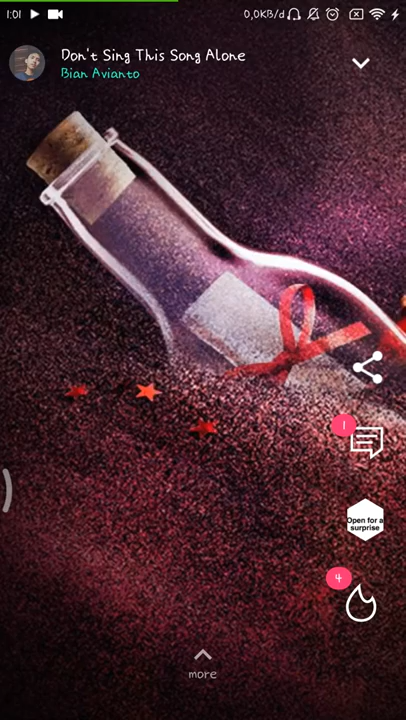 1:01
0,0KB/d
Don't Sing This Song Alone
Bian Avianto
1
Open for a
surprise
4
more